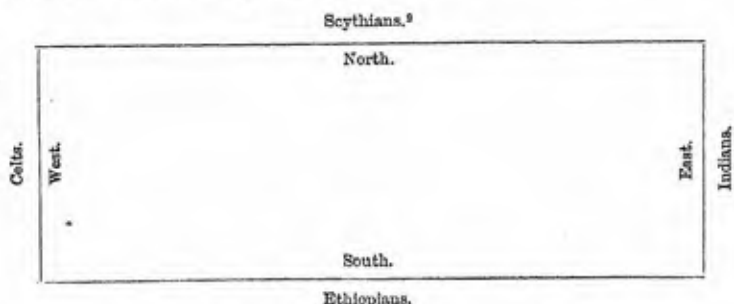 Scythians.⁹
North.
Celts.
West.
East.
Indians.
South.
Ethiopians.